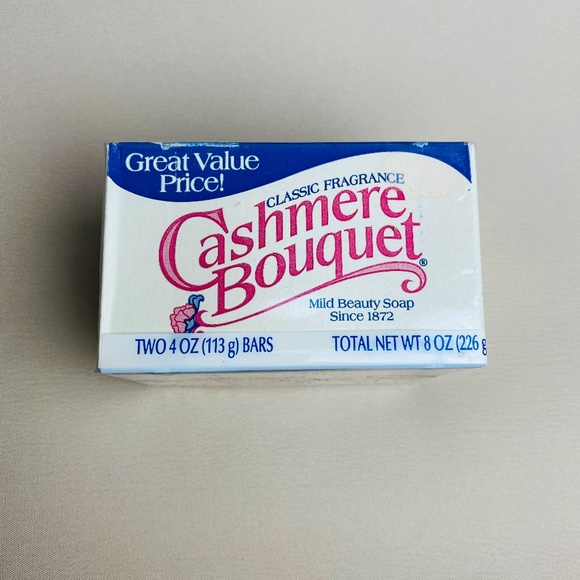 Great Value
Price!
CLASSIC FRAGRANCE
Cashmere
Bouquet®
Mild Beauty Soap
Since 1872
TWO 4 OZ (113 g) BARS
TOTAL NET WT 8 OZ (226 g